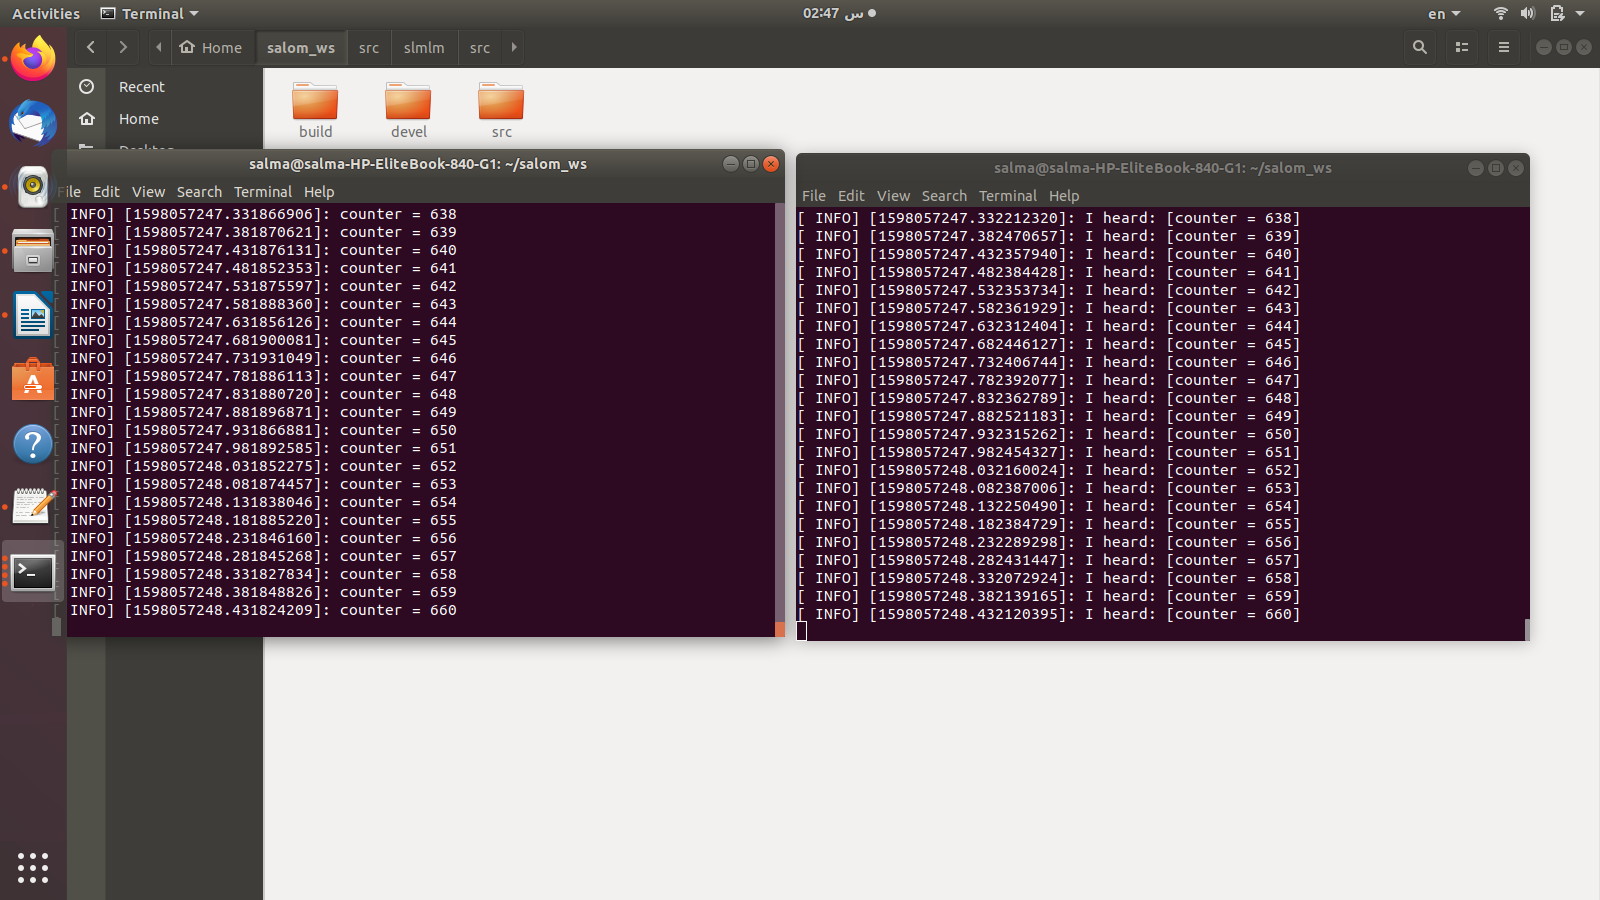 Activities Terminal 02:47 س en
Home salom_ws src slmlm src
Recent
Home
build devel src
salma@salma-HP-EliteBook-840-G1: ~/salom_ws
File Edit View Search Terminal Help
[ INFO] [1598057247.331866906]: counter = 638
[ INFO] [1598057247.381870621]: counter = 639
[ INFO] [1598057247.431876131]: counter = 640
[ INFO] [1598057247.481852353]: counter = 641
[ INFO] [1598057247.531875597]: counter = 642
[ INFO] [1598057247.581888360]: counter = 643
[ INFO] [1598057247.631856126]: counter = 644
[ INFO] [1598057247.681900081]: counter = 645
[ INFO] [1598057247.731931049]: counter = 646
[ INFO] [1598057247.781886113]: counter = 647
[ INFO] [1598057247.831880720]: counter = 648
[ INFO] [1598057247.881896871]: counter = 649
[ INFO] [1598057247.931866881]: counter = 650
[ INFO] [1598057247.981892585]: counter = 651
[ INFO] [1598057248.031852275]: counter = 652
[ INFO] [1598057248.081874457]: counter = 653
[ INFO] [1598057248.131838046]: counter = 654
[ INFO] [1598057248.181885220]: counter = 655
[ INFO] [1598057248.231846160]: counter = 656
[ INFO] [1598057248.281845268]: counter = 657
[ INFO] [1598057248.331827834]: counter = 658
[ INFO] [1598057248.381848826]: counter = 659
[ INFO] [1598057248.431824209]: counter = 660
salma@salma-HP-EliteBook-840-G1: ~/salom_ws
File Edit View Search Terminal Help
[ INFO] [1598057247.332212320]: I heard: [counter = 638]
[ INFO] [1598057247.382470657]: I heard: [counter = 639]
[ INFO] [1598057247.432357940]: I heard: [counter = 640]
[ INFO] [1598057247.482384428]: I heard: [counter = 641]
[ INFO] [1598057247.532353734]: I heard: [counter = 642]
[ INFO] [1598057247.582361929]: I heard: [counter = 643]
[ INFO] [1598057247.632312404]: I heard: [counter = 644]
[ INFO] [1598057247.682446127]: I heard: [counter = 645]
[ INFO] [1598057247.732406744]: I heard: [counter = 646]
[ INFO] [1598057247.782392077]: I heard: [counter = 647]
[ INFO] [1598057247.832362789]: I heard: [counter = 648]
[ INFO] [1598057247.882521183]: I heard: [counter = 649]
[ INFO] [1598057247.932315262]: I heard: [counter = 650]
[ INFO] [1598057247.982454327]: I heard: [counter = 651]
[ INFO] [1598057248.032160024]: I heard: [counter = 652]
[ INFO] [1598057248.082387006]: I heard: [counter = 653]
[ INFO] [1598057248.132250490]: I heard: [counter = 654]
[ INFO] [1598057248.182384729]: I heard: [counter = 655]
[ INFO] [1598057248.232289298]: I heard: [counter = 656]
[ INFO] [1598057248.282431447]: I heard: [counter = 657]
[ INFO] [1598057248.332072924]: I heard: [counter = 658]
[ INFO] [1598057248.382139165]: I heard: [counter = 659]
[ INFO] [1598057248.432120395]: I heard: [counter = 660]